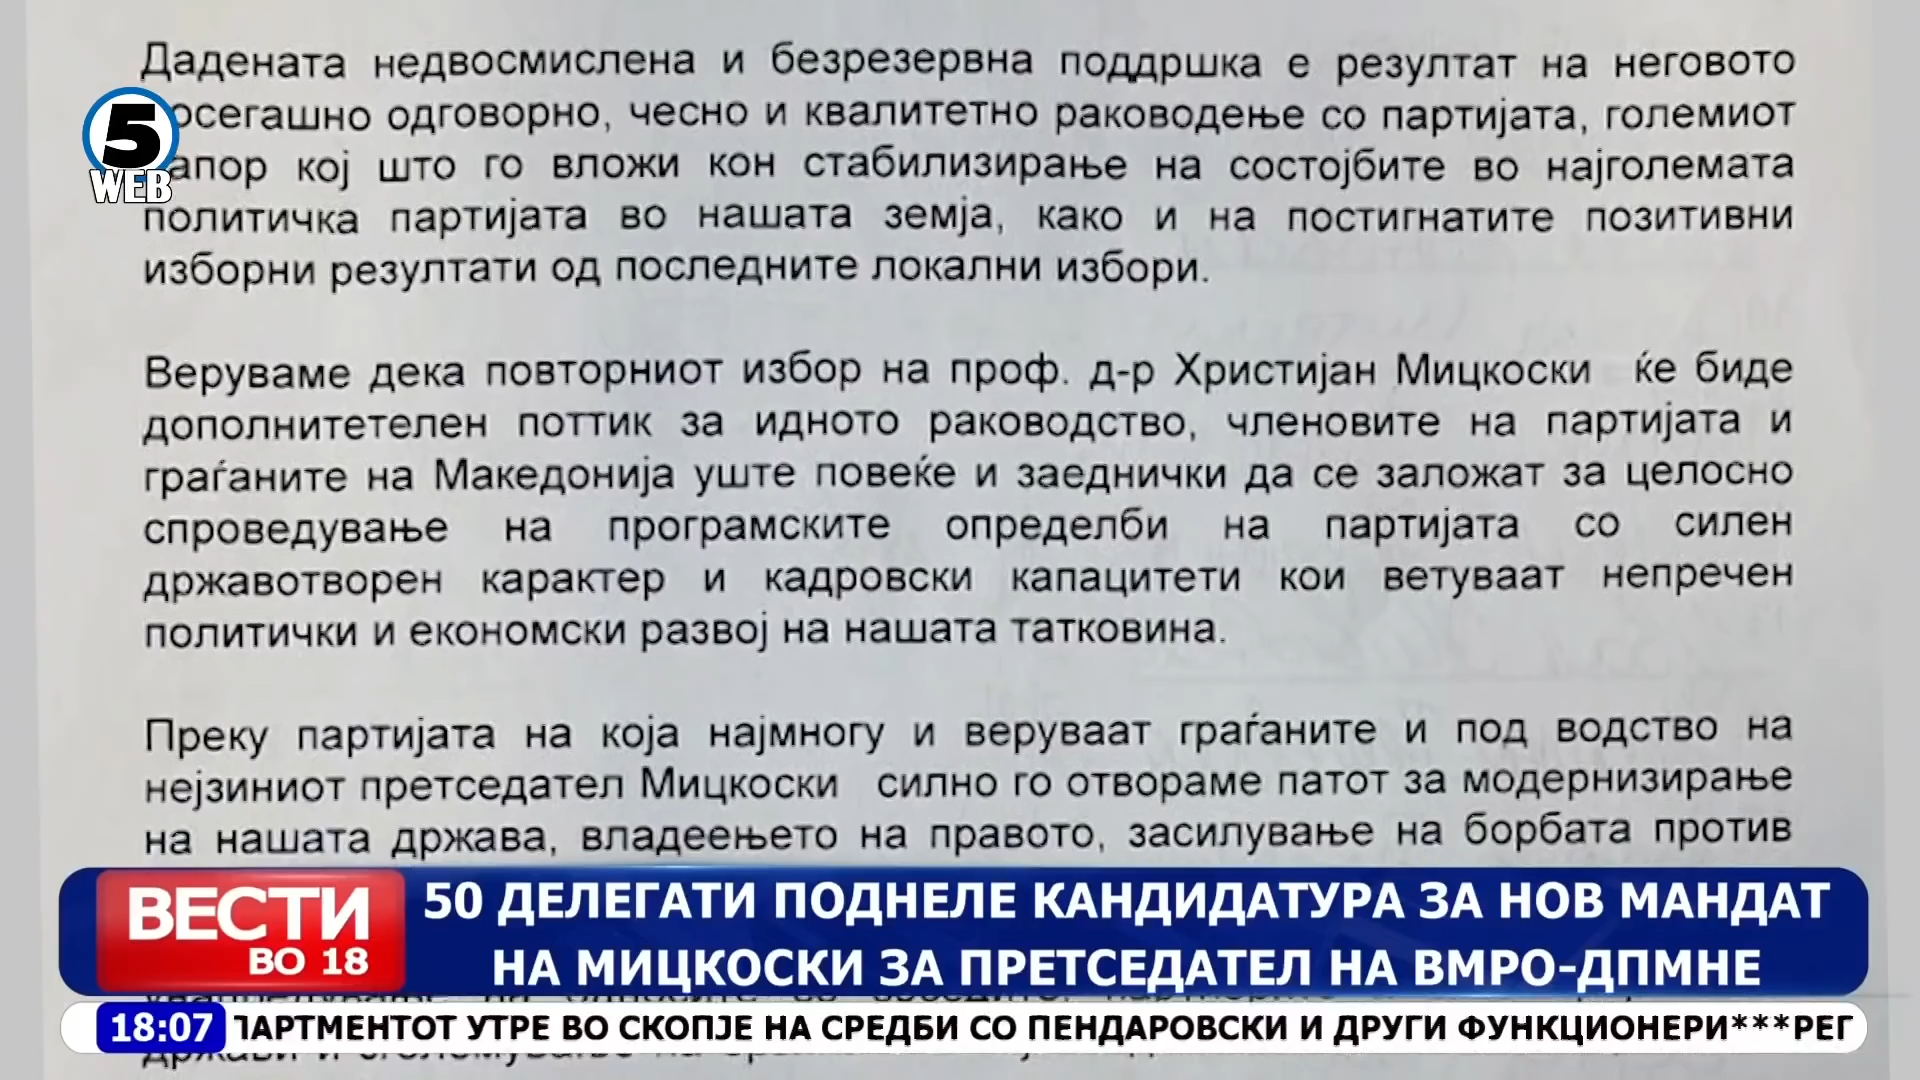 Дадената недвосмислена и безрезервна поддршка е резултат на неговото
осегашно одговорно, чесно и квалитетно раководење со партијата, големиот
апор кој што го вложи кон стабилизирање на состојбите во најголемата
политичка партијата во нашата земја, како и на постигнатите позитивни
изборни резултати од последните локални избори.
5
WEB
Веруваме дека повторниот избор на проф. д-р Христијан Мицкоски ќе биде
дополнитетелен поттик за идното раководство, членовите на партијата и
граѓаните на Македонија уште повеќе и заеднички да се заложат за целосно
спроведување на програмските определби на партијата со силен
државотворен карактер и кадровски капацитети кои ветуваат непречен
политички и економски развој на нашата татковина.
Преку партијата на која најмногу и веруваат граѓаните и под водство на
нејзиниот претседател Мицкоски силно го отвораме патот за модернизирање
на нашата држава, владеењето на правото, засилување на борбата против
ВЕСТИ
ВО 18
50 ДЕЛЕГАТИ ПОДНЕЛЕ КАНДИДАТУРА ЗА НОВ МАНДАТ
НА МИЦКОСКИ ЗА ПРЕТСЕДАТЕЛ НА ВМРО-ДПМНЕ
18:07
ПАРТМЕНТОТ УТРЕ ВО СКОПЈЕ НА СРЕДБИ СО ПЕНДАРОВСКИ И ДРУГИ ФУНКЦИОНЕРИ***РЕГ